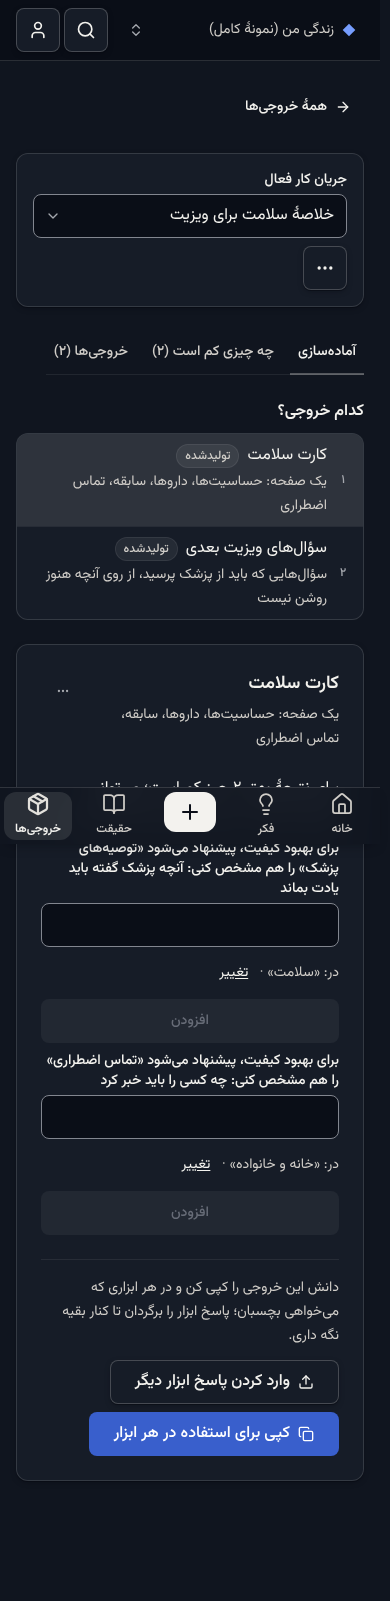 زندگی من (نمونهٔ کامل)
همهٔ خروجی‌ها
جریان کار فعال
خلاصهٔ سلامت برای ویزیت
...
آماده‌سازی
چه چیزی کم است (۲)
خروجی‌ها (۲)
کدام خروجی؟
۱
کارت سلامت
تولیدشده
یک صفحه: حساسیت‌ها، داروها، سابقه، تماس
اضطراری
۲
سؤال‌های ویزیت بعدی
تولیدشده
سؤال‌هایی که باید از پزشک پرسید، از روی آنچه هنوز
روشن نیست
کارت سلامت
...
یک صفحه: حساسیت‌ها، داروها، سابقه،
تماس اضطراری
خانه
فکر
حقیقت
خروجی‌ها
برای بهبود کیفیت، پیشنهاد می‌شود «توصیه‌های
پزشک» را هم مشخص کنی: آنچه پزشک گفته باید
یادت بماند
در: «سلامت» · تغییر
افزودن
برای بهبود کیفیت، پیشنهاد می‌شود «تماس اضطراری»
را هم مشخص کنی: چه کسی را باید خبر کرد
در: «خانه و خانواده» · تغییر
افزودن
دانش این خروجی را کپی کن و در هر ابزاری که
می‌خواهی بچسبان؛ پاسخ ابزار را برگردان تا کنار بقیه
نگه داری.
وارد کردن پاسخ ابزار دیگر
کپی برای استفاده در هر ابزار